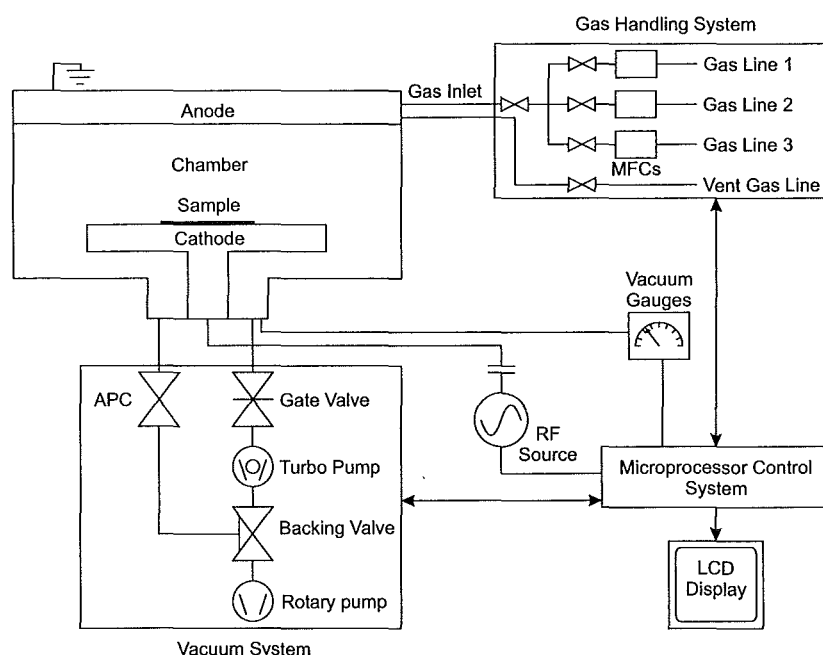 Gas Handling System
Gas Line 1
Gas Inlet
Gas Line 2
Anode
Gas Line 3
MFCs
Chamber
Vent Gas Line
Sample
Cathode
Vacuum
Gauges
APC
Gate Valve
RF
Source
Turbo Pump
Microprocessor Control
System
Backing Valve
LCD
Display
Rotary pump
Vacuum System